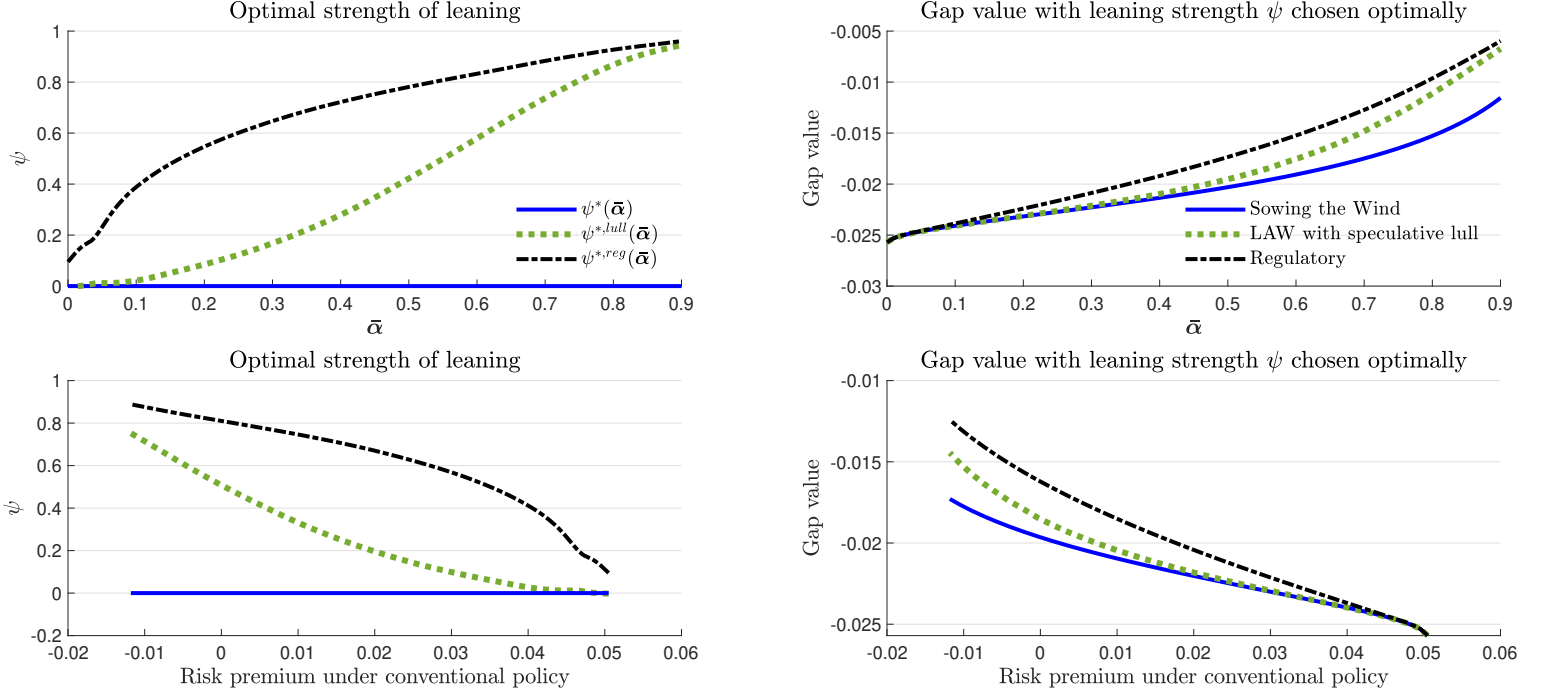 Optimal strength of leaning
1
0.8
0.6
0.4
0.2
0
ψ
0 0.1 0.2 0.3 0.4 0.5 0.6 0.7 0.8 0.9
ᾱ
ψ*(ᾱ)
ψ*,lull(ᾱ)
ψ*,reg(ᾱ)
Gap value with leaning strength ψ chosen optimally
-0.005
-0.01
-0.015
-0.02
-0.025
-0.03
Gap value
0 0.1 0.2 0.3 0.4 0.5 0.6 0.7 0.8 0.9
ᾱ
Sowing the Wind
LAW with speculative lull
Regulatory
Optimal strength of leaning
1
0.8
0.6
0.4
0.2
0
-0.2
ψ
-0.02 -0.01 0 0.01 0.02 0.03 0.04 0.05 0.06
Risk premium under conventional policy
Gap value with leaning strength ψ chosen optimally
-0.01
-0.015
-0.02
-0.025
Gap value
-0.02 -0.01 0 0.01 0.02 0.03 0.04 0.05 0.06
Risk premium under conventional policy